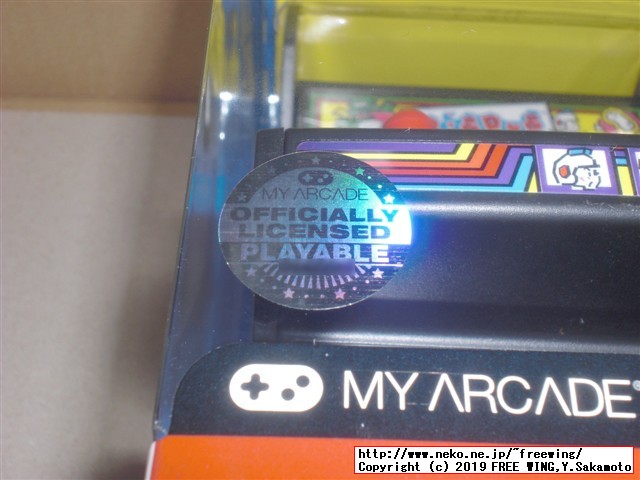 MY ARCADE
OFFICIALLY
LICENSED
PLAYABLE
MY ARCADE®
http://www.neko.ne.jp/~freewing/
Copyright (c) 2019 FREE WING,Y.Sakamoto